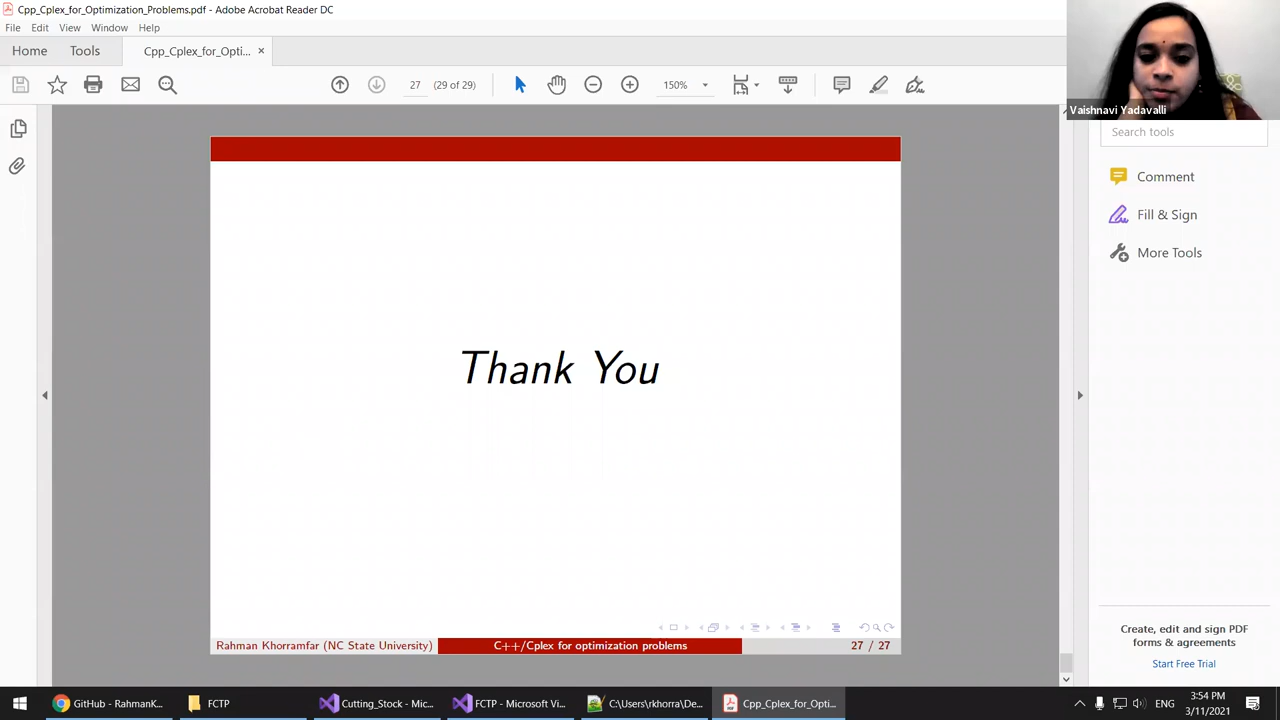 Cpp_Cplex_for_Optimization_Problems.pdf - Adobe Acrobat Reader DC
File Edit View Window Help
Home Tools Cpp_Cplex_for_Opti... ×
27 (29 of 29) 150%
Vaishnavi Yadavalli
Search tools
Comment
Fill & Sign
More Tools
Thank You
Rahman Khorramfar (NC State University) C++/Cplex for optimization problems 27 / 27
Create, edit and sign PDF
forms & agreements
Start Free Trial
GitHub - RahmanK... FCTP Cutting_Stock - Mic... FCTP - Microsoft Vi... C:\Users\rkhorra\De... Cpp_Cplex_for_Opti... ENG 3:54 PM
3/11/2021